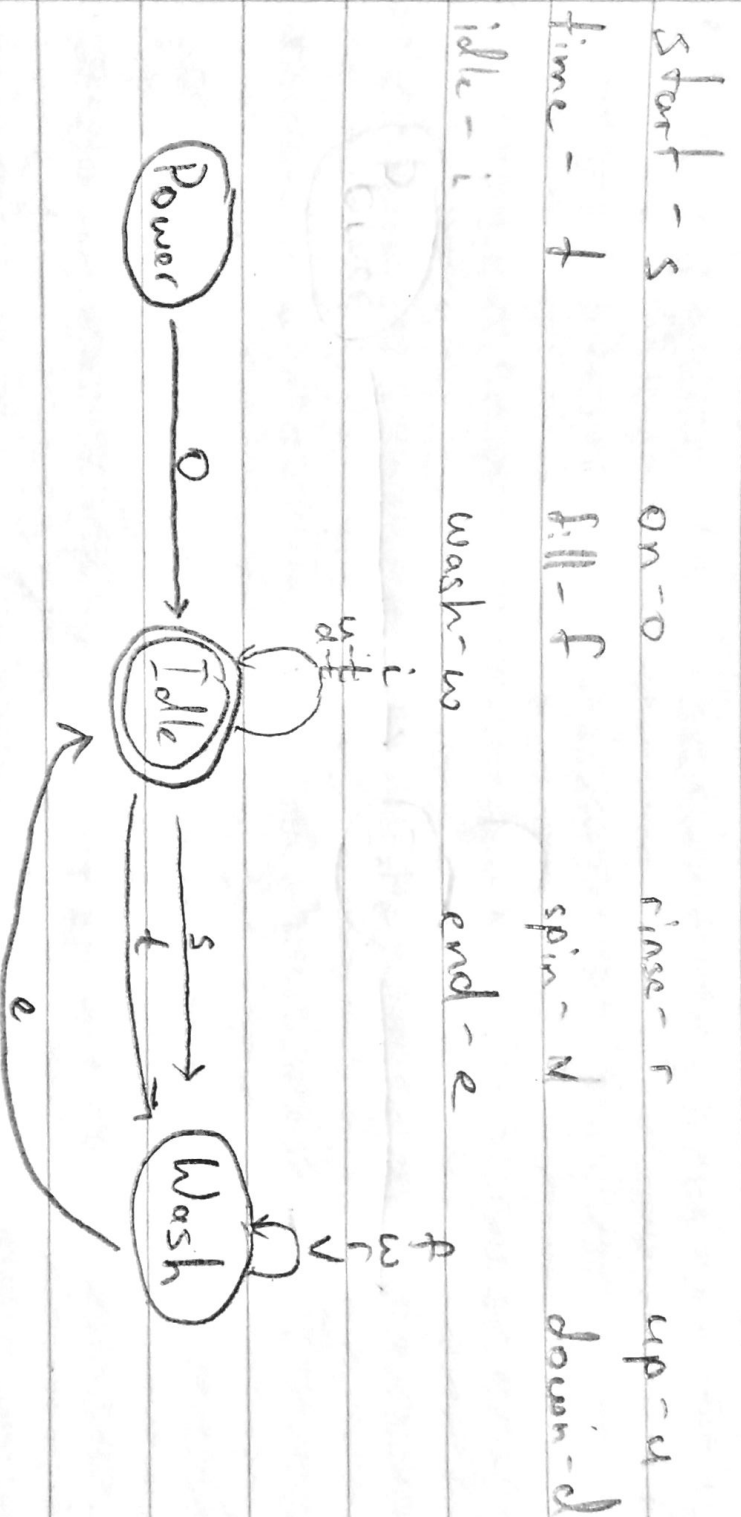 start - s on - o rinse - r up - u
time - t fill - f spin - v down - d
idle - i wash - w end - e
f
w
i r
u-t
d-t v
Power O Idle s Wash
t
e